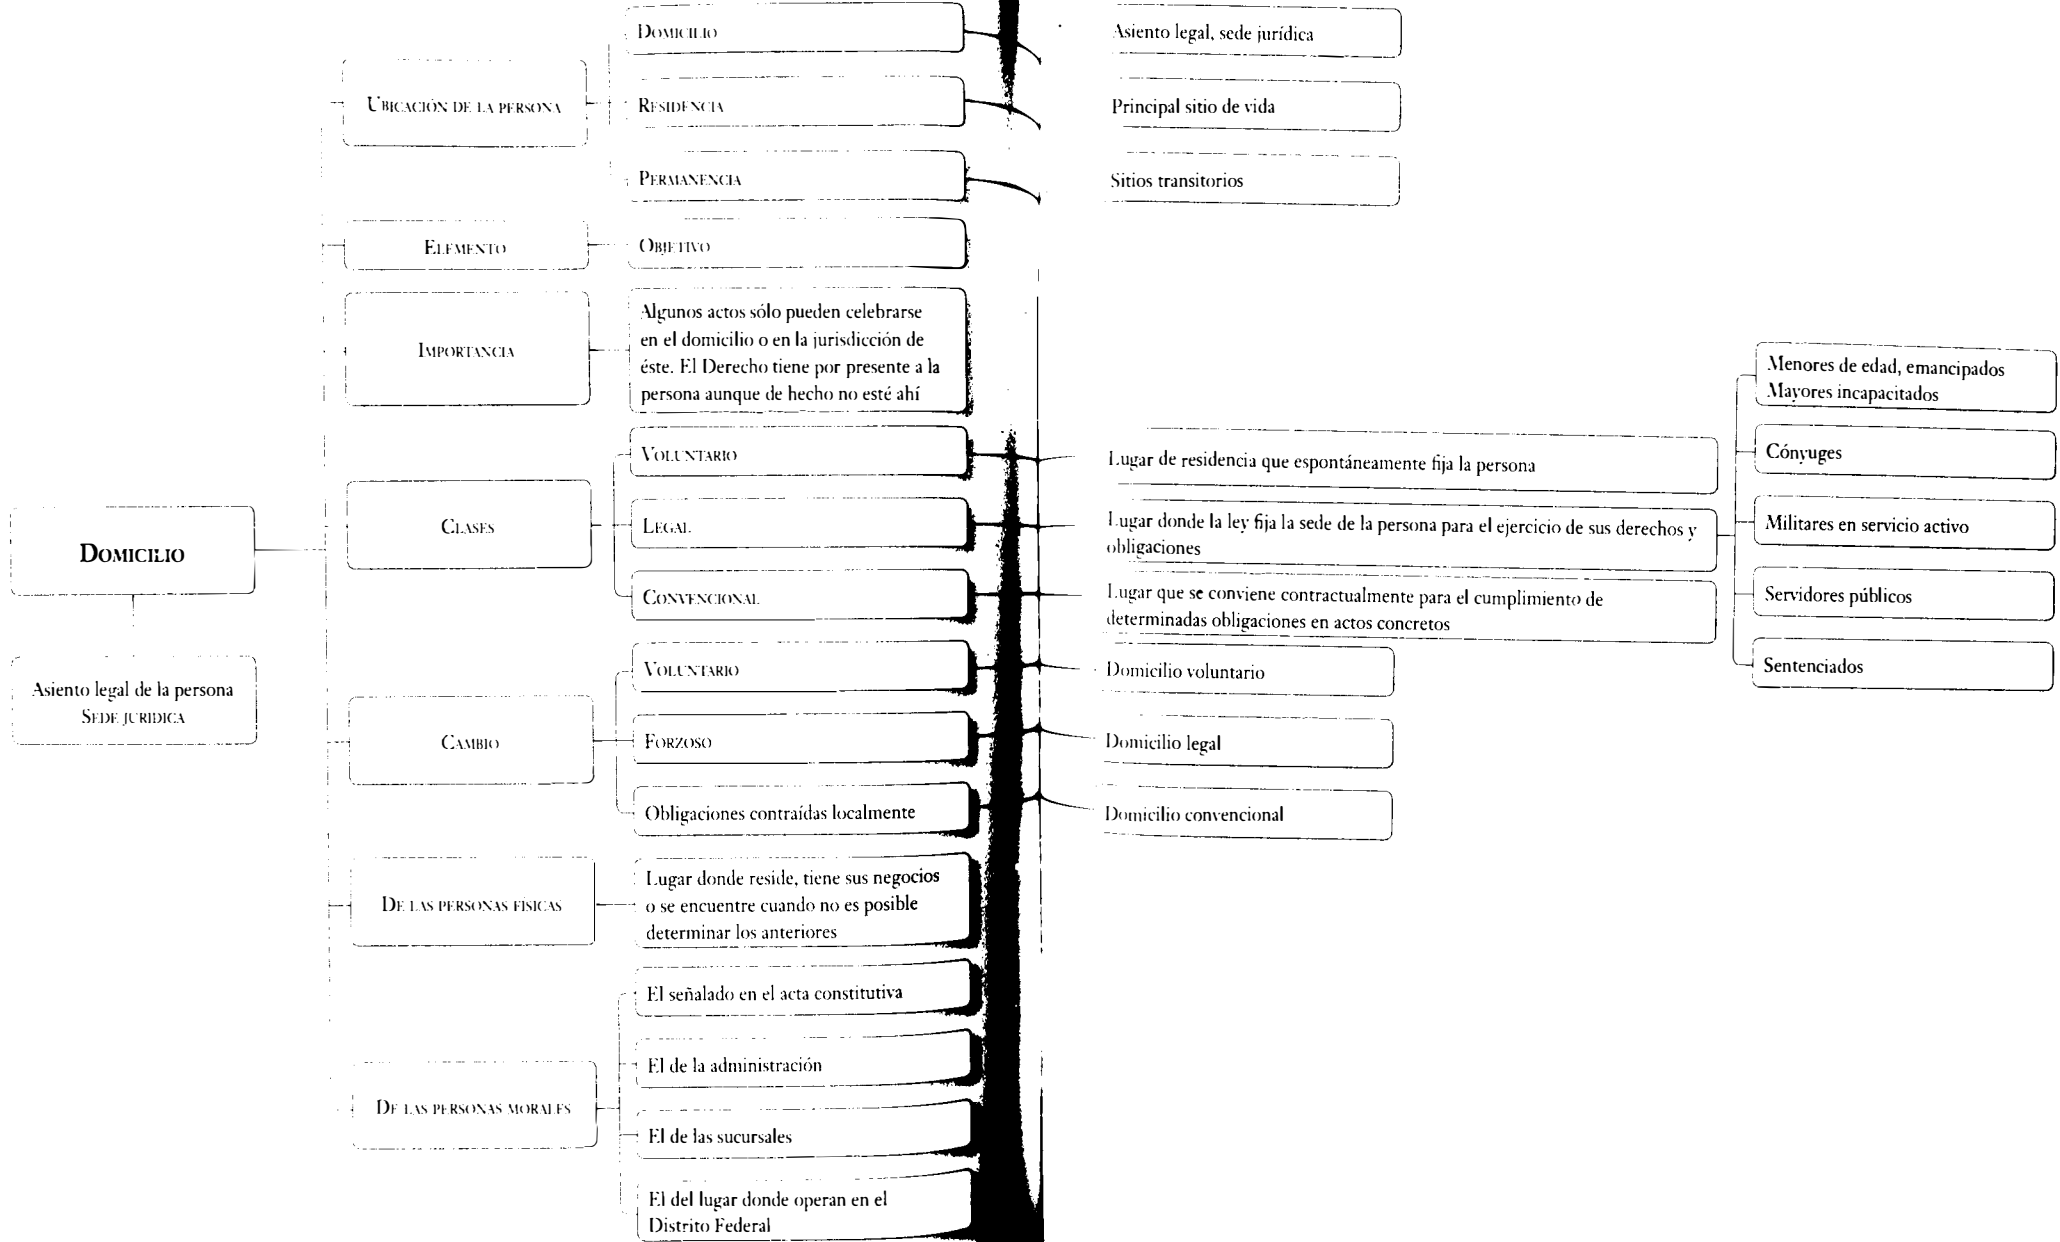 DOMICILIO
Asiento legal de la persona
SEDE JURIDICA
UBICACIÓN DE LA PERSONA
DOMICILIO
Asiento legal, sede jurídica
RESIDENCIA
Principal sitio de vida
PERMANENCIA
Sitios transitorios
ELEMENTO
OBJETIVO
IMPORTANCIA
Algunos actos sólo pueden celebrarse
en el domicilio o en la jurisdicción de
éste. El Derecho tiene por presente a la
persona aunque de hecho no esté ahí
CLASES
VOLUNTARIO
Lugar de residencia que espontáneamente fija la persona
LEGAL
Lugar donde la ley fija la sede de la persona para el ejercicio de sus derechos y
obligaciones
Menores de edad, emancipados
Mayores incapacitados
Cónyuges
Militares en servicio activo
Servidores públicos
Sentenciados
CONVENCIONAL
Lugar que se conviene contractualmente para el cumplimiento de
determinadas obligaciones en actos concretos
CAMBIO
VOLUNTARIO
Domicilio voluntario
FORZOSO
Domicilio legal
Obligaciones contraídas localmente
Domicilio convencional
DE LAS PERSONAS FÍSICAS
Lugar donde reside, tiene sus negocios
o se encuentre cuando no es posible
determinar los anteriores
DE LAS PERSONAS MORALES
El señalado en el acta constitutiva
El de la administración
El de las sucursales
El del lugar donde operan en el
Distrito Federal